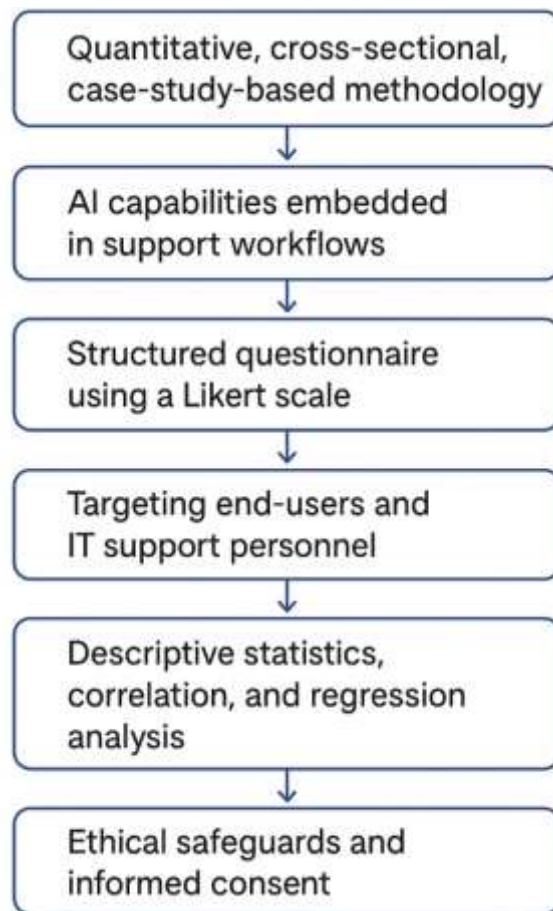 Quantitative, cross-sectional,
case-study-based methodology
AI capabilities embedded
in support workflows
Structured questionnaire
using a Likert scale
Targeting end-users and
IT support personnel
Descriptive statistics,
correlation, and regression
analysis
Ethical safeguards and
informed consent